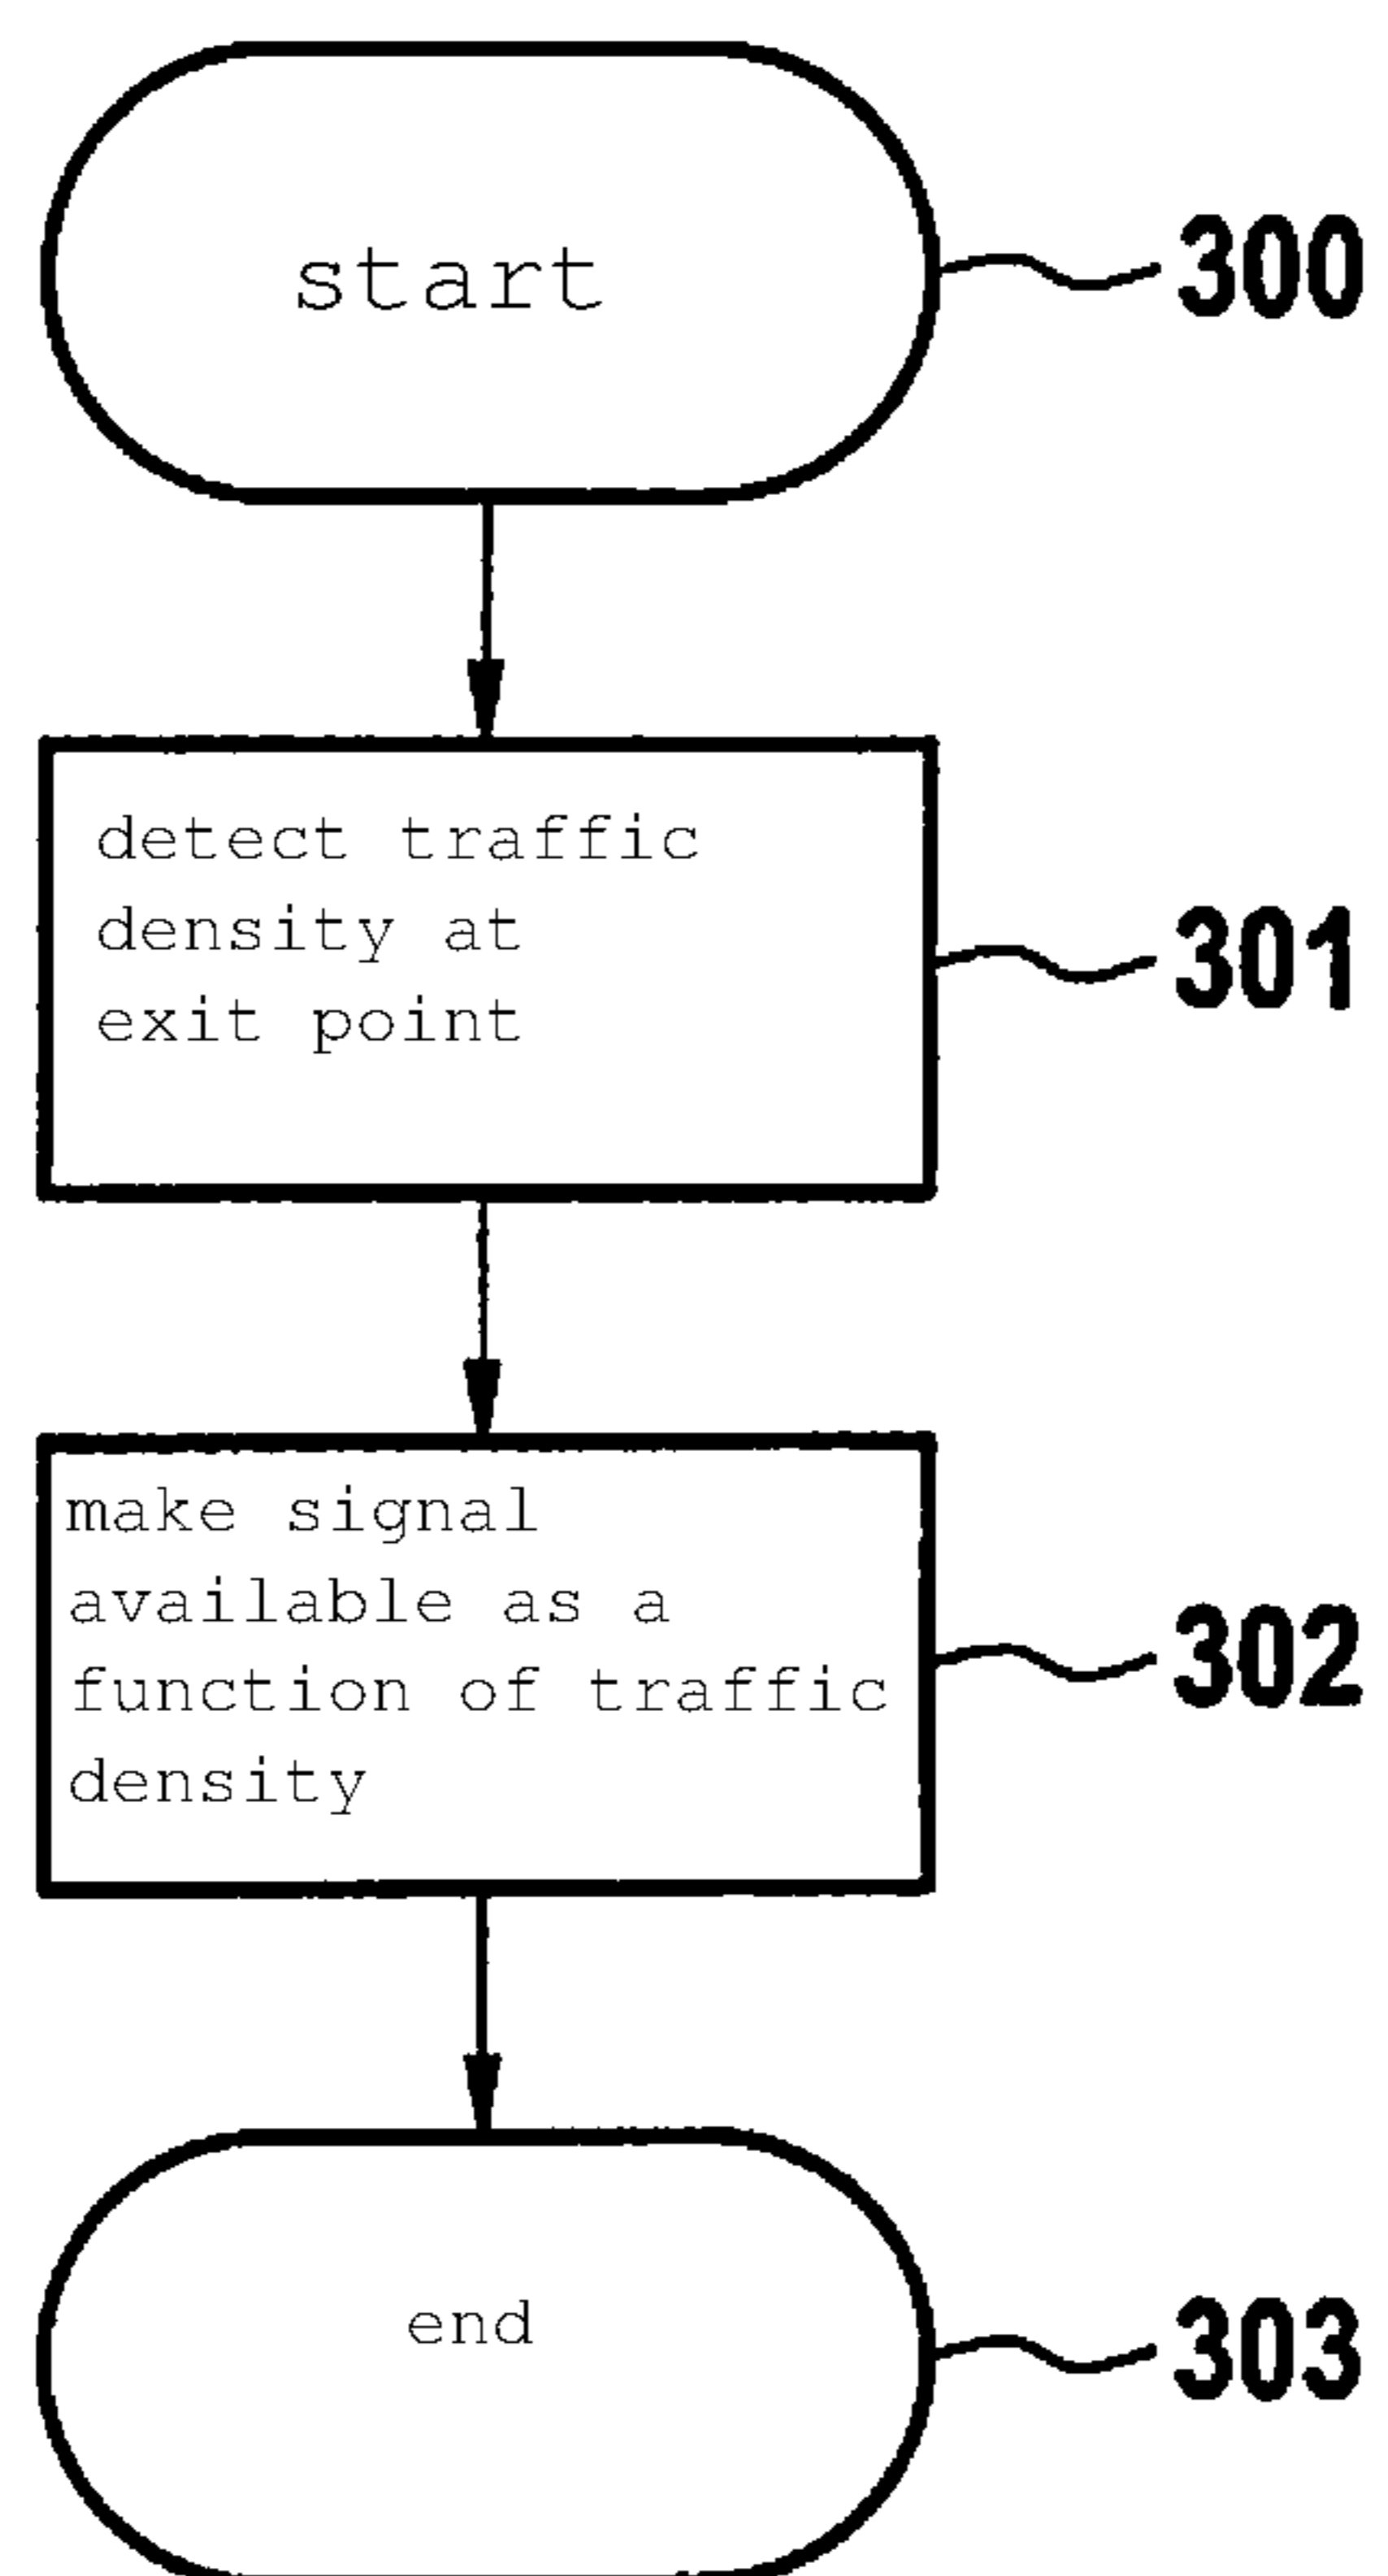 start
300
detect traffic
density at
exit point
301
make signal
available as a
function of traffic
density
302
end
303